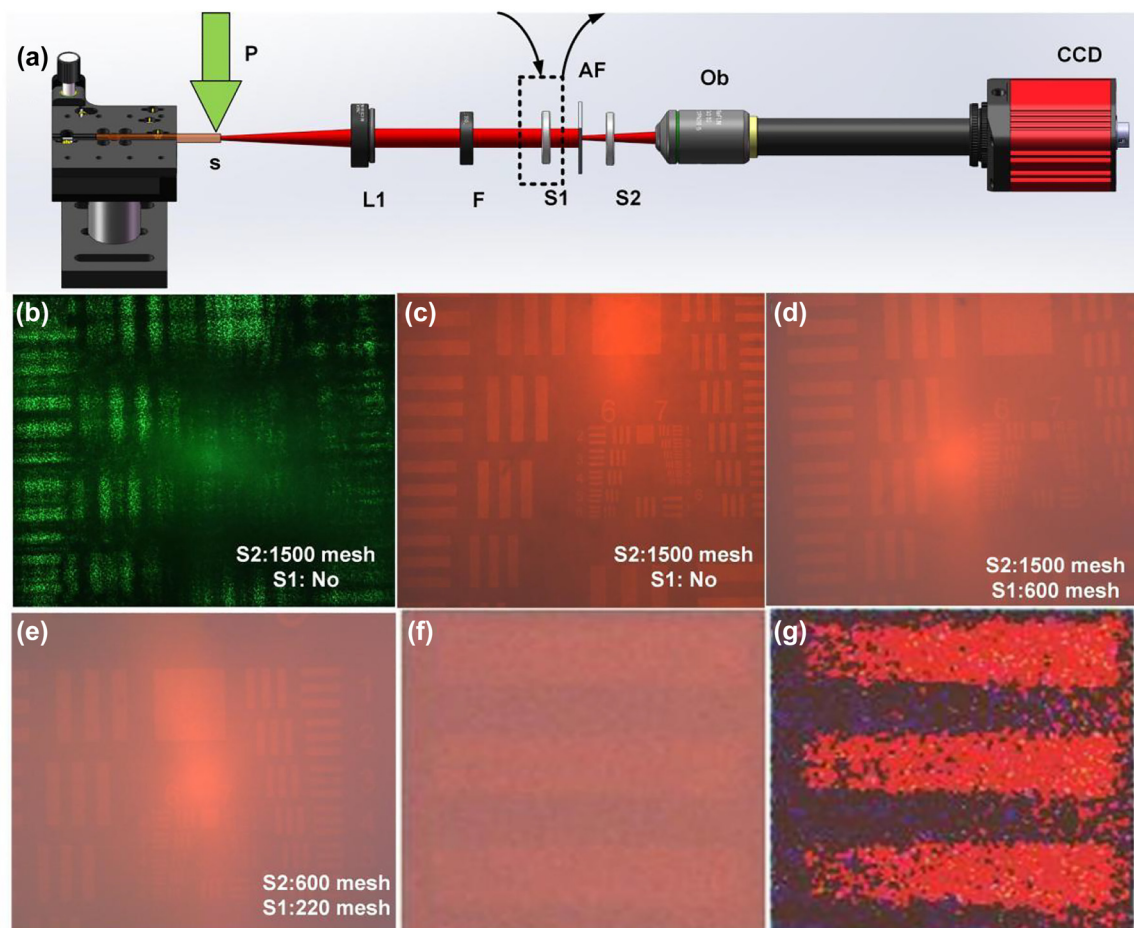 (a)
P
AF
Ob
CCD
s
L1
F
S1
S2
(b)
S2:1500 mesh
S1: No
(c)
6 7
S2:1500 mesh
S1: No
(d)
6 7
S2:1500 mesh
S1:600 mesh
(e)
S2:600 mesh
S1:220 mesh
(f)
(g)